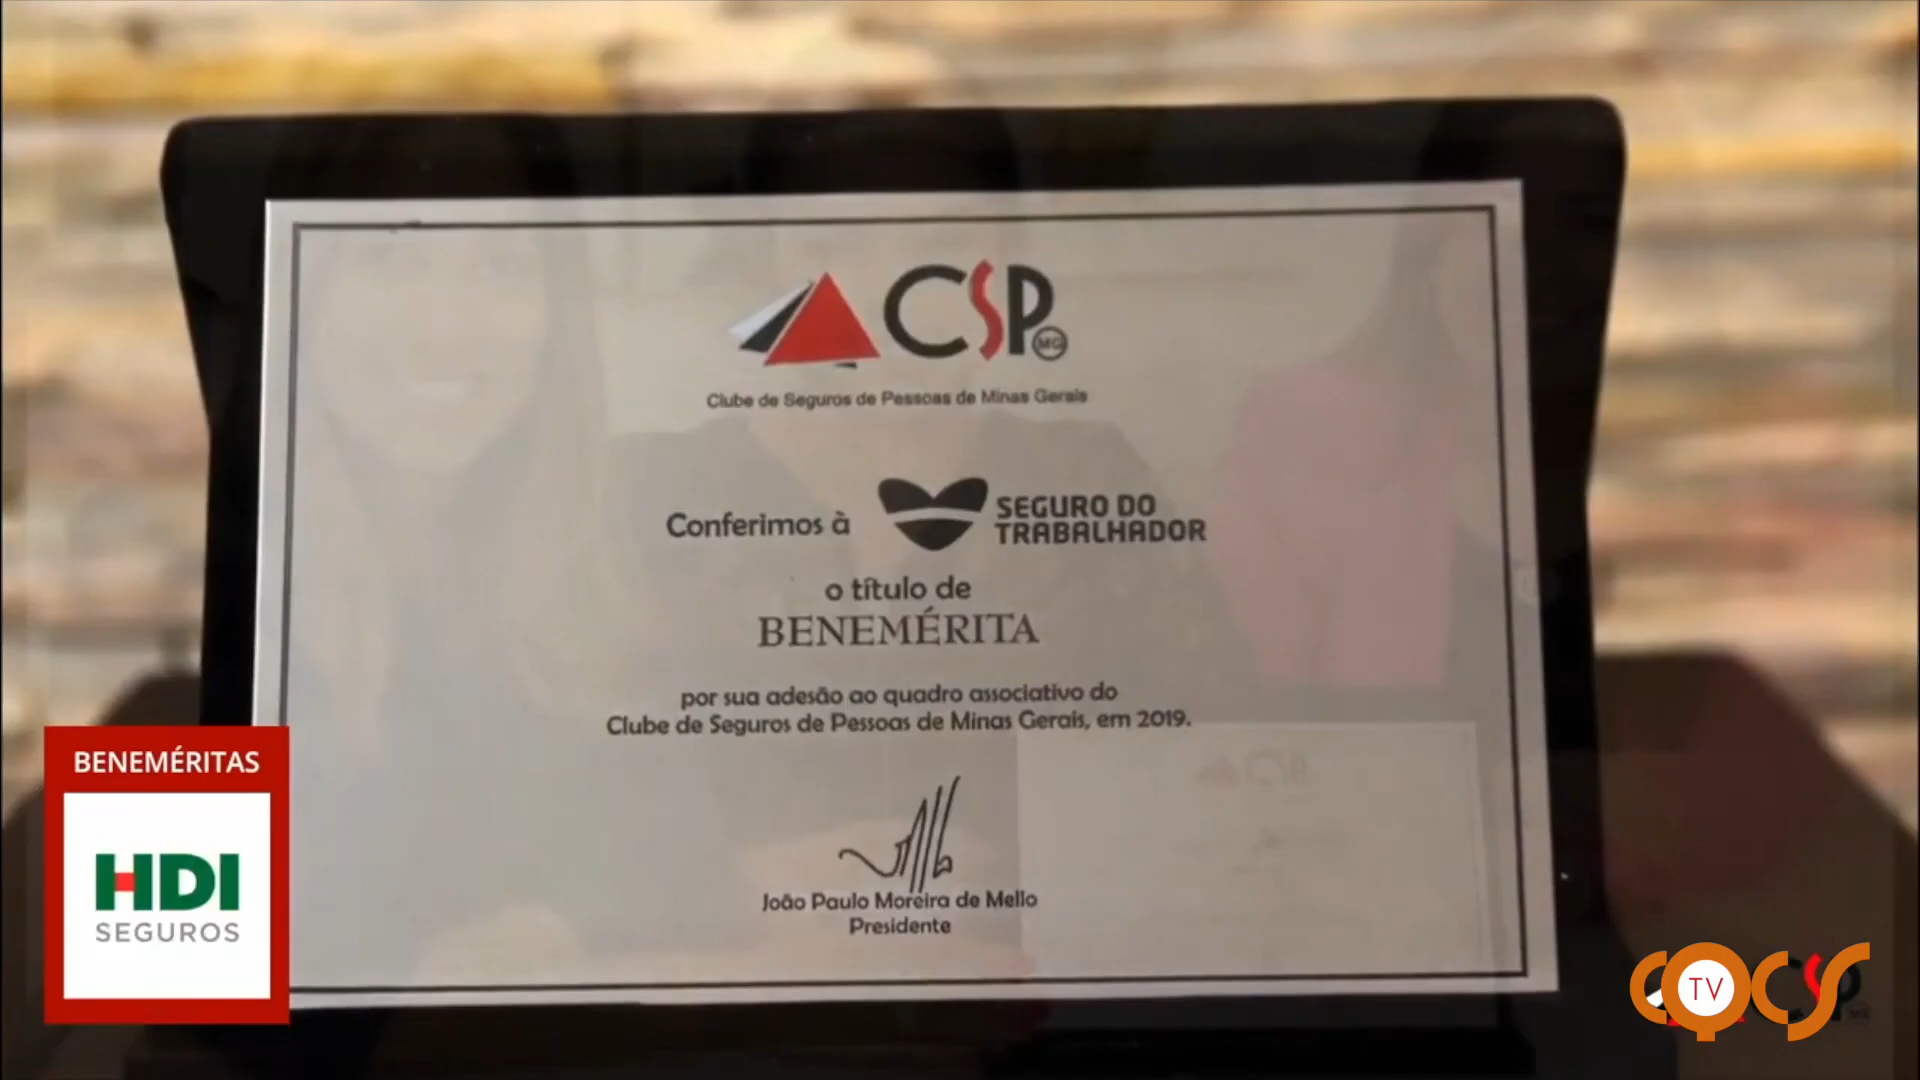 CSP
MG
Clube de Seguros de Pessoas de Minas Gerais
Conferimos à
SEGURO DO
TRABALHADOR
o título de
BENEMÉRITA
por sua adesão ao quadro associativo do
Clube de Seguros de Pessoas de Minas Gerais, em 2019.
João Paulo Moreira de Mello
Presidente
BENEMÉRITAS
HDI
SEGUROS
CQCS
TV
CSP